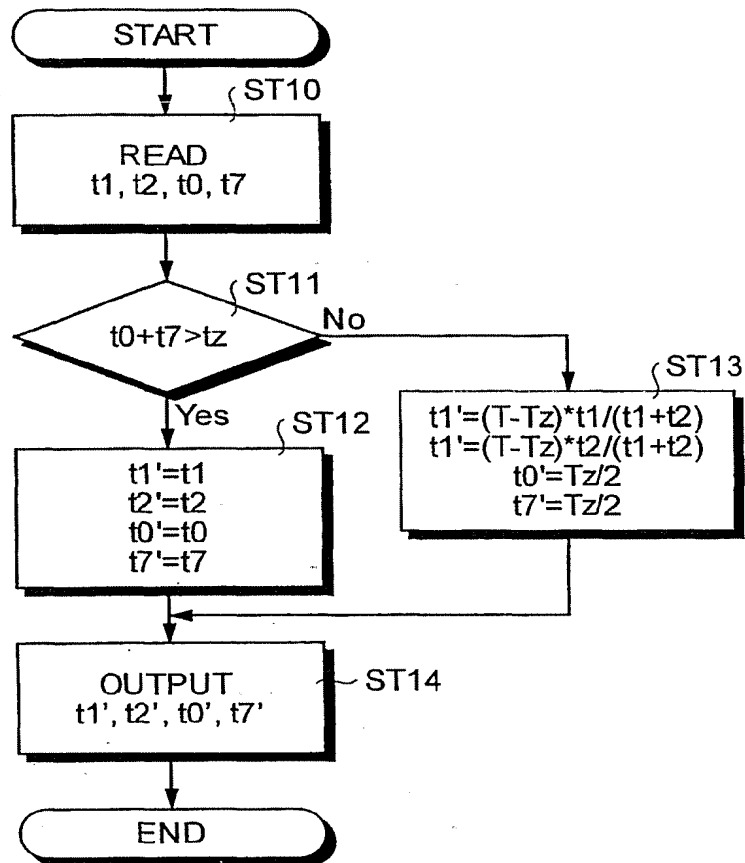 START
ST10
READ
t1, t2, t0, t7
ST11
t0+t7>tz
No
Yes
ST12
t1'=t1
t2'=t2
t0'=t0
t7'=t7
ST13
t1'=(T-Tz)*t1/(t1+t2)
t1'=(T-Tz)*t2/(t1+t2)
t0'=Tz/2
t7'=Tz/2
OUTPUT
t1', t2', t0', t7'
ST14
END